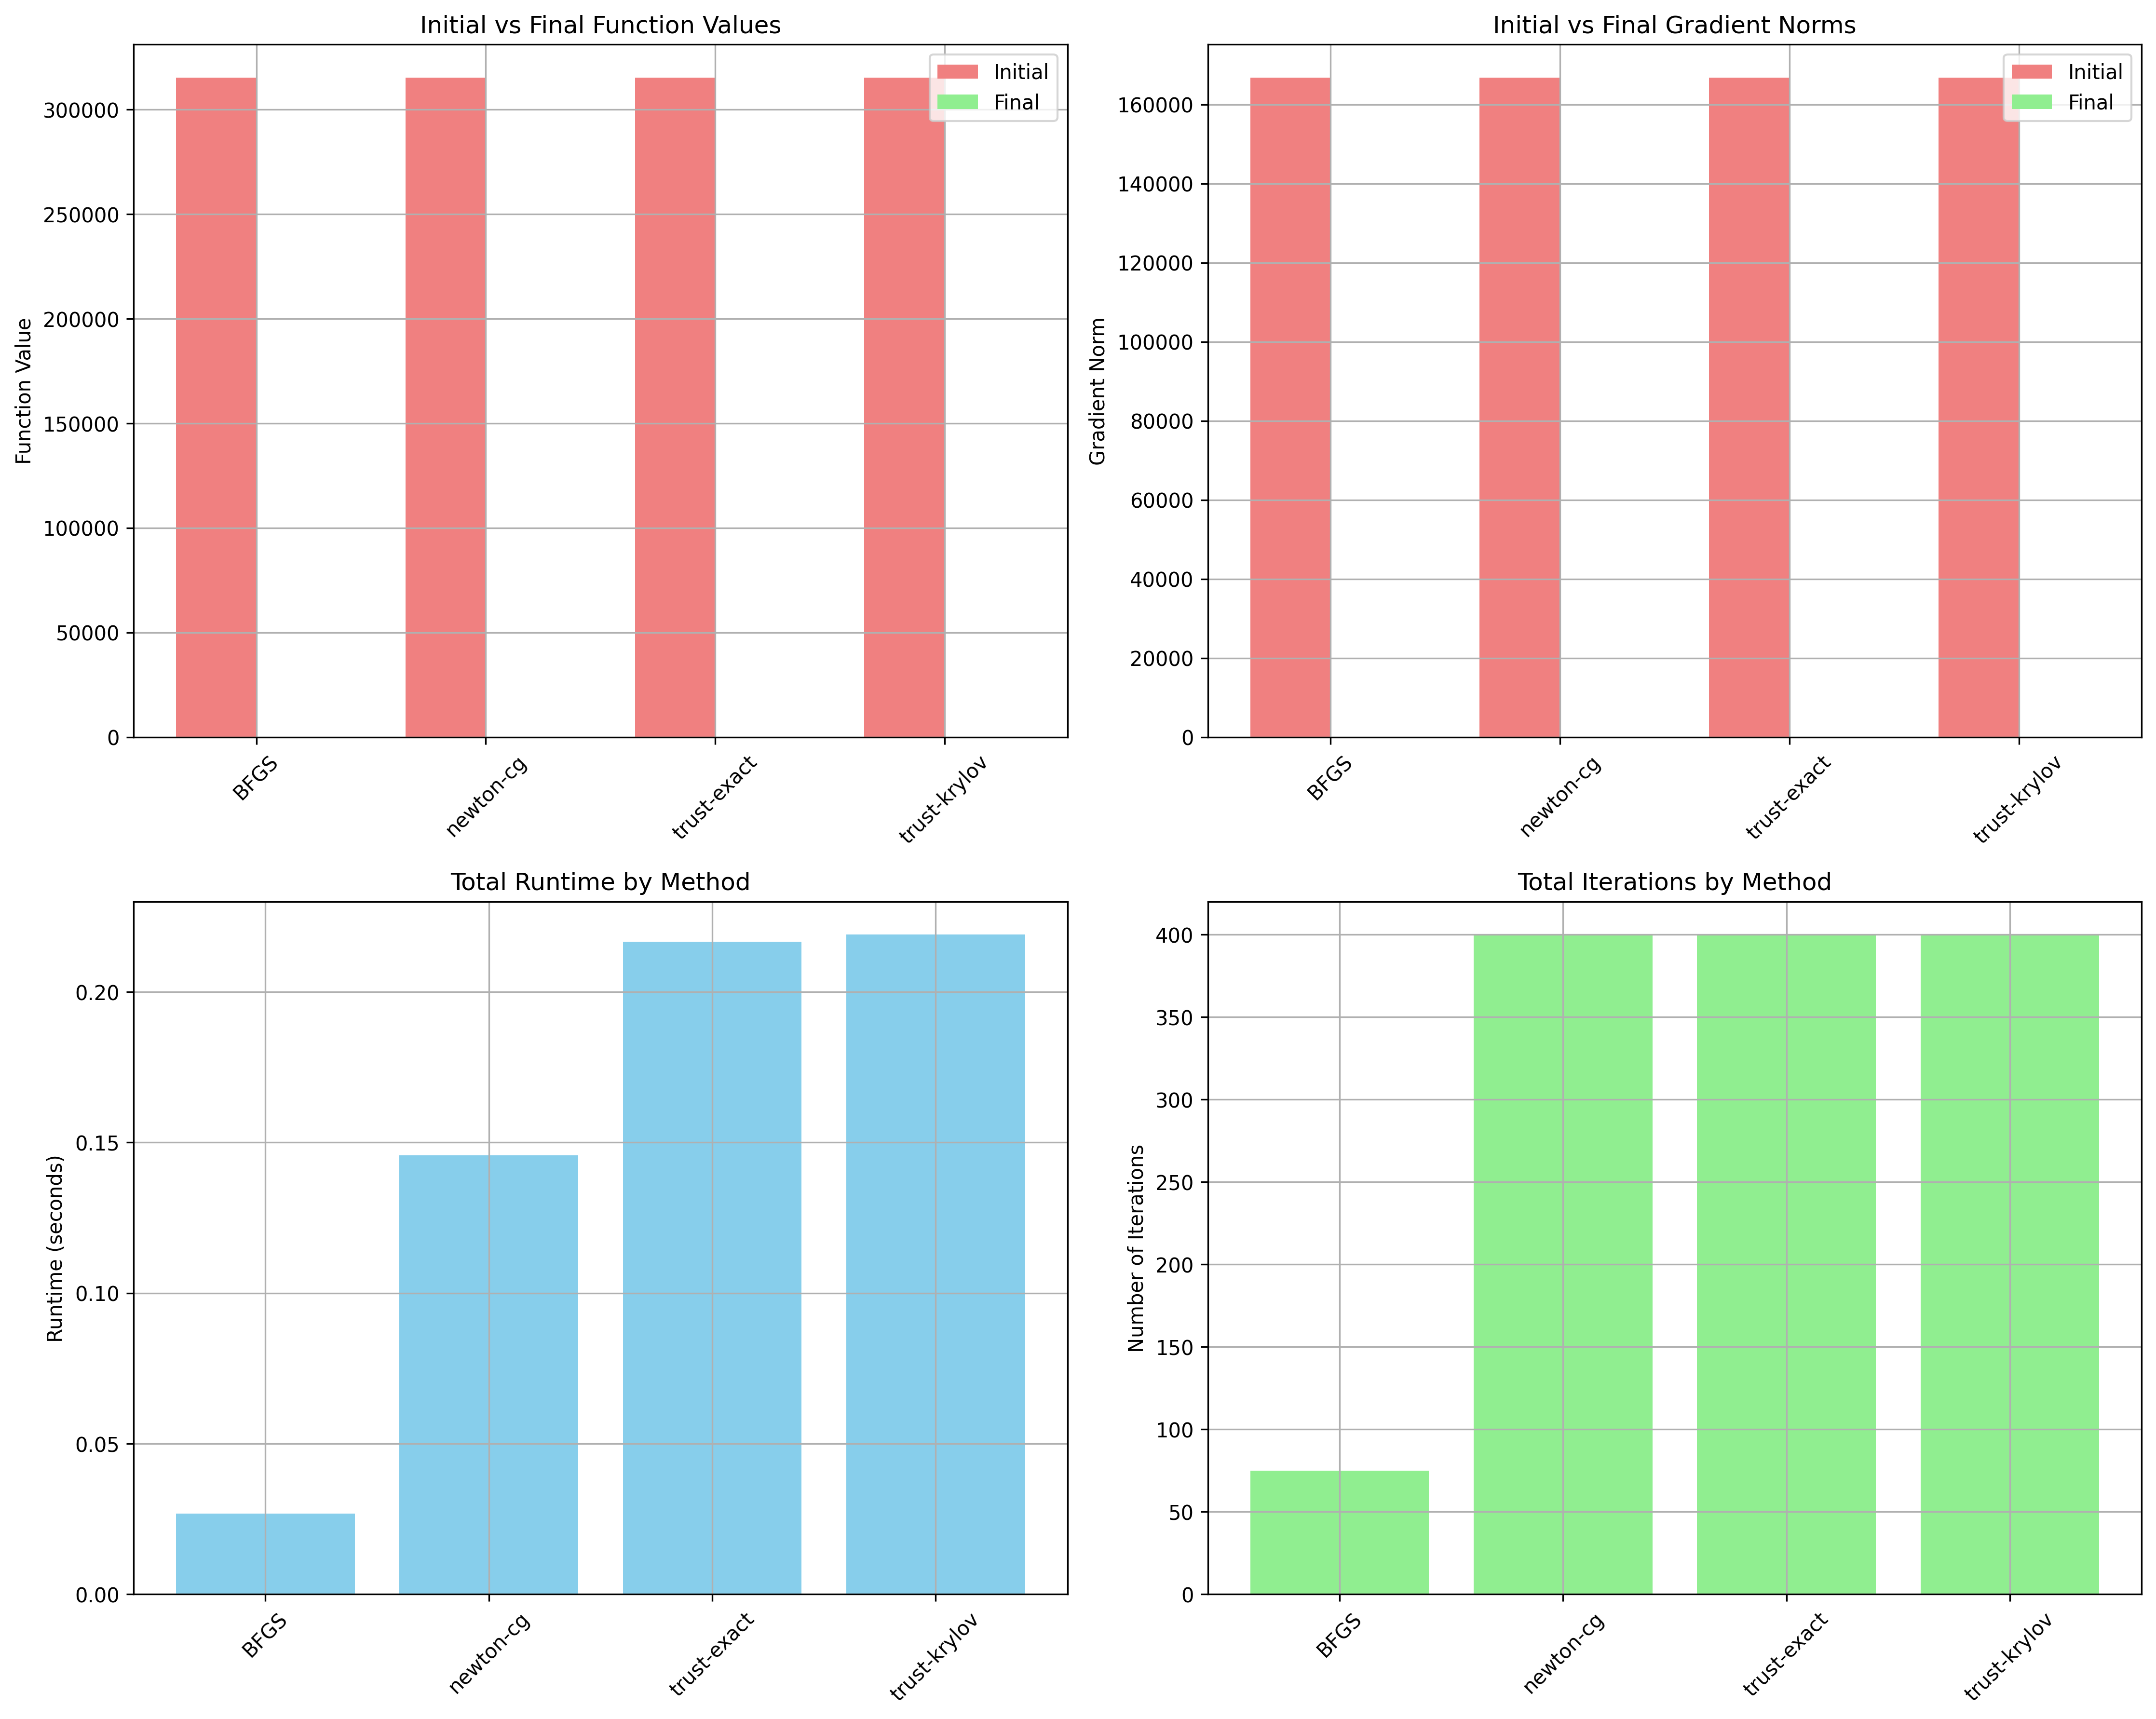 Initial vs Final Function Values
Function Value
300000
250000
200000
150000
100000
50000
0
Initial
Final
BFGS
newton-cg
trust-exact
trust-krylov
Initial vs Final Gradient Norms
Gradient Norm
160000
140000
120000
100000
80000
60000
40000
20000
0
Initial
Final
BFGS
newton-cg
trust-exact
trust-krylov
Total Runtime by Method
Runtime (seconds)
0.20
0.15
0.10
0.05
0.00
BFGS
newton-cg
trust-exact
trust-krylov
Total Iterations by Method
Number of Iterations
400
350
300
250
200
150
100
50
0
BFGS
newton-cg
trust-exact
trust-krylov